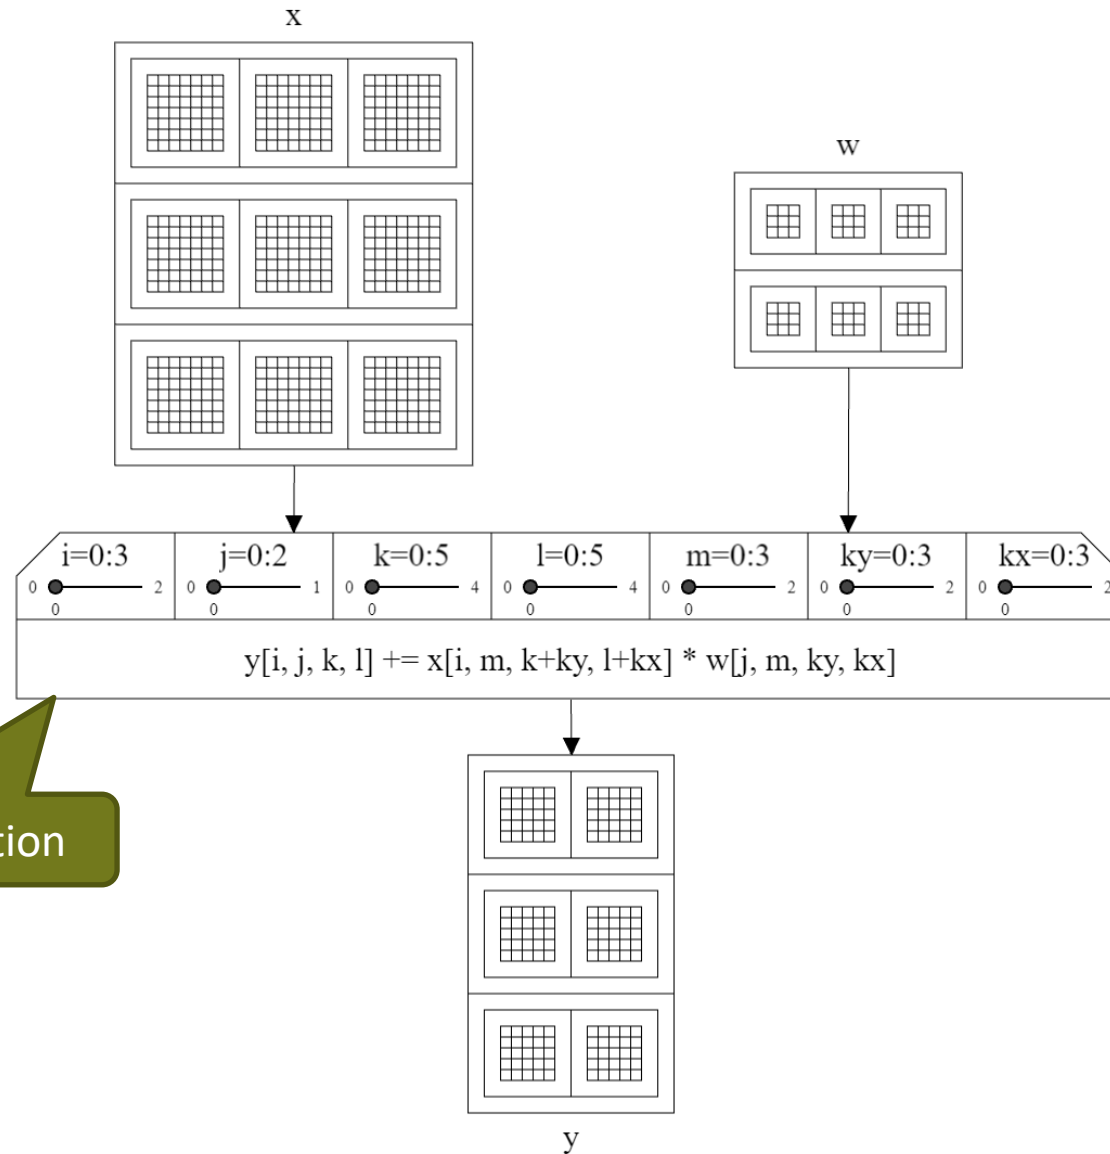 x
w
i=0:3 j=0:2 k=0:5 l=0:5 m=0:3 ky=0:3 kx=0:3
0 2 0 1 0 4 0 4 0 2 0 2 0 2
0 0 0 0 0 0 0
y[i, j, k, l] += x[i, m, k+ky, l+kx] * w[j, m, ky, kx]
tion
y